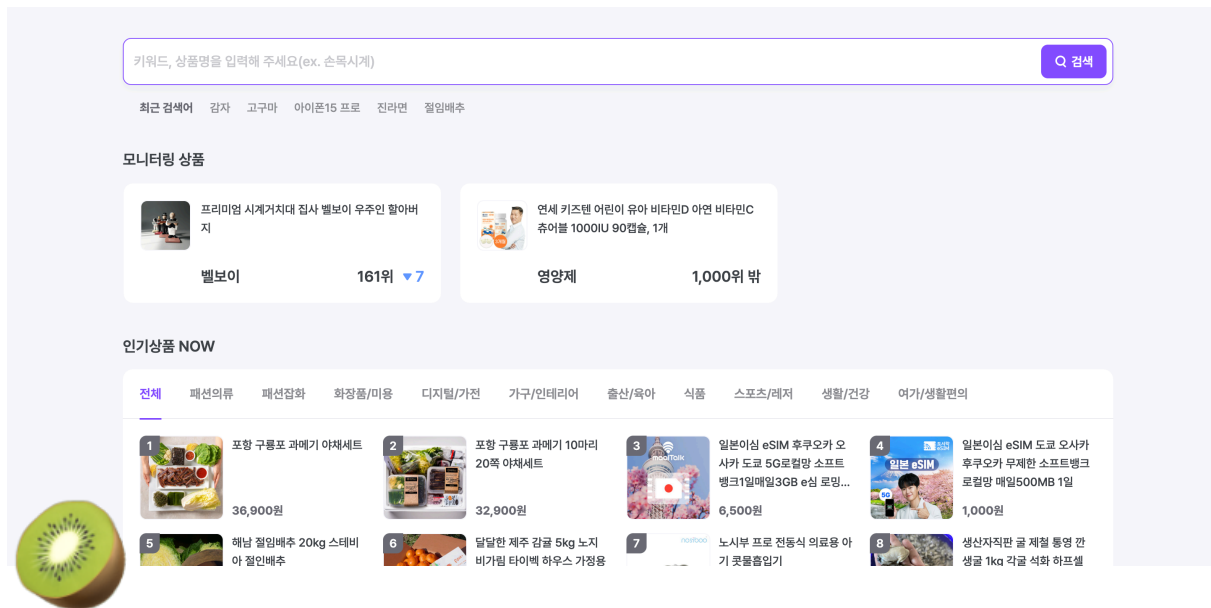 키워드, 상품명을 입력해 주세요(ex. 손목시계)
검색
최근 검색어 감자 고구마 아이폰15 프로 진라면 절임배추
모니터링 상품
프리미엄 시계거치대 집사 벨보이 우주인 할아버
지
벨보이 161위 ▼7
연세 키즈텐 어린이 유아 비타민D 아연 비타민C
츄어블 1000IU 90캡슐, 1개
영양제 1,000위 밖
인기상품 NOW
전체 패션의류 패션잡화 화장품/미용 디지털/가전 가구/인테리어 출산/육아 식품 스포츠/레저 생활/건강 여가/생활편의
1
포항 구룡포 과메기 야채세트
36,900원
2
포항 구룡포 과메기 10마리
20쪽 야채세트
32,900원
3
moolTalk
일본이심 eSIM 후쿠오카 오
사카 도쿄 5G로컬망 소프트
뱅크1일매일3GB e심 로밍...
6,500원
4
일본 eSIM
5G
일본이심 eSIM 도쿄 오사카
후쿠오카 무제한 소프트뱅크
로컬망 매일500MB 1일
1,000원
5
해남 절임배추 20kg 스테비
아 절인배추
6
달달한 제주 감귤 5kg 노지
비가림 타이벡 하우스 가정용
7
노시부 프로 전동식 의료용 아
기 콧물흡입기
8
생산자직판 굴 제철 통영 깐
생굴 1kg 각굴 석화 하프셀